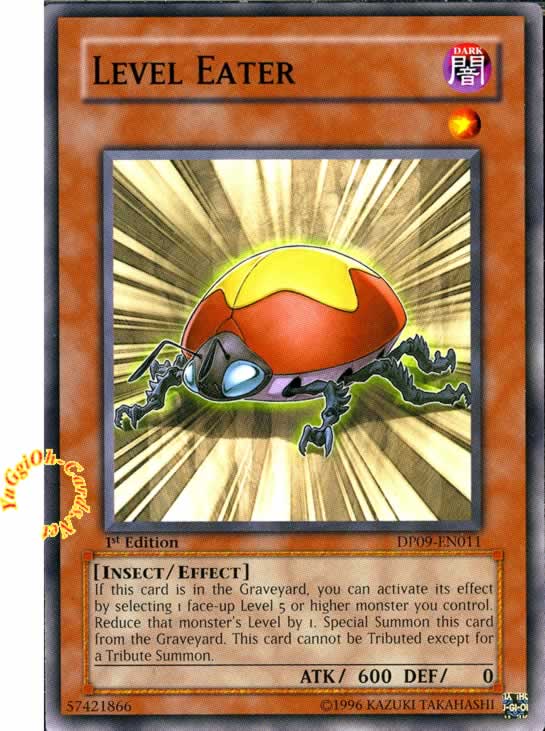 LEVEL EATER
DARK
闇
YuGgiOh-Cards.Net
1st Edition
DP09-EN011
[INSECT/EFFECT]
If this card is in the Graveyard, you can activate its effect
by selecting 1 face-up Level 5 or higher monster you control.
Reduce that monster's Level by 1. Special Summon this card
from the Graveyard. This card cannot be Tributed except for
a Tribute Summon.
ATK/ 600 DEF/ 0
57421866
©1996 KAZUKI TAKAHASHI